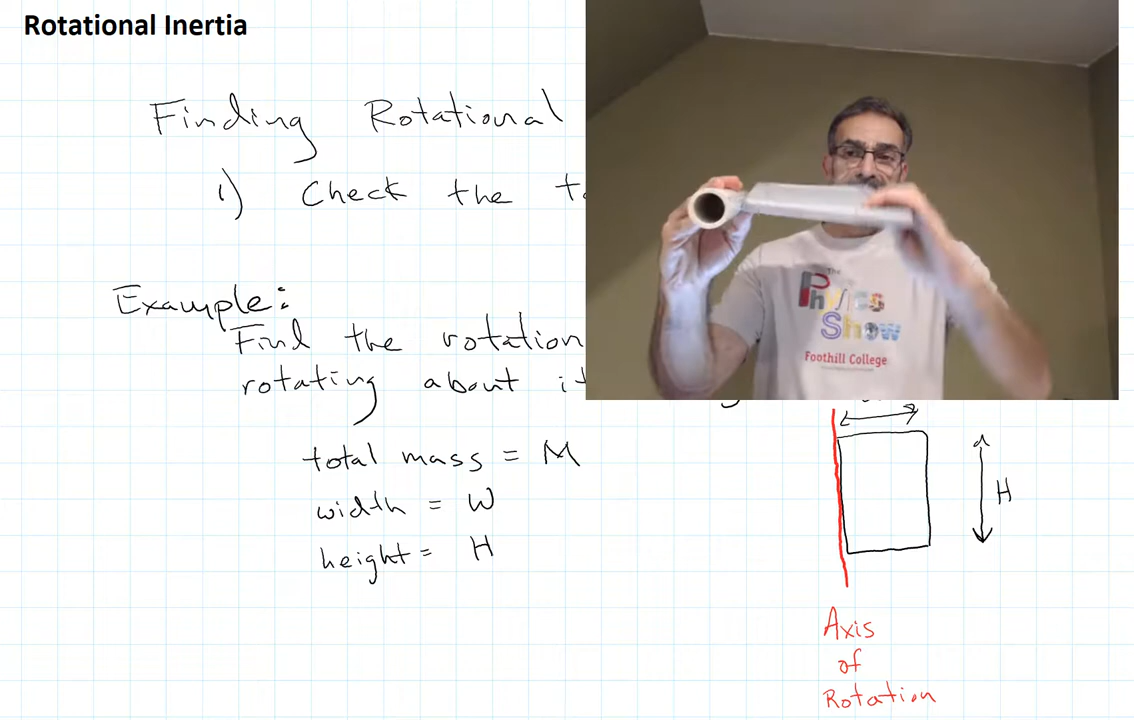 Rotational Inertia
Finding Rotational
1) Check the
Example:
Find the rotation
rotating about
total mass = M
width = W
height = H
H
Axis
of
Rotation
The
Physics
Show
Foothill College